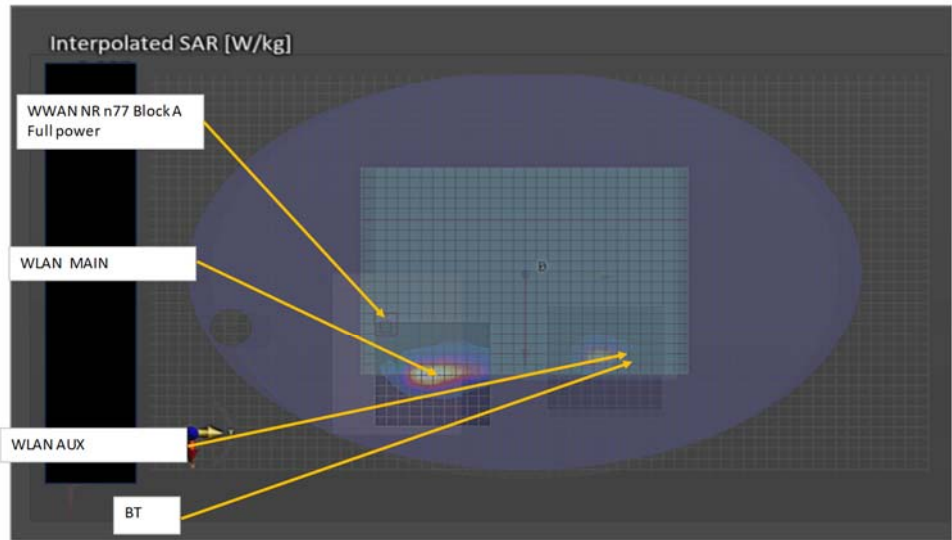 Interpolated SAR [W/kg]
WWAN NR n77 Block A
Full power
WLAN MAIN
WLAN AUX
BT